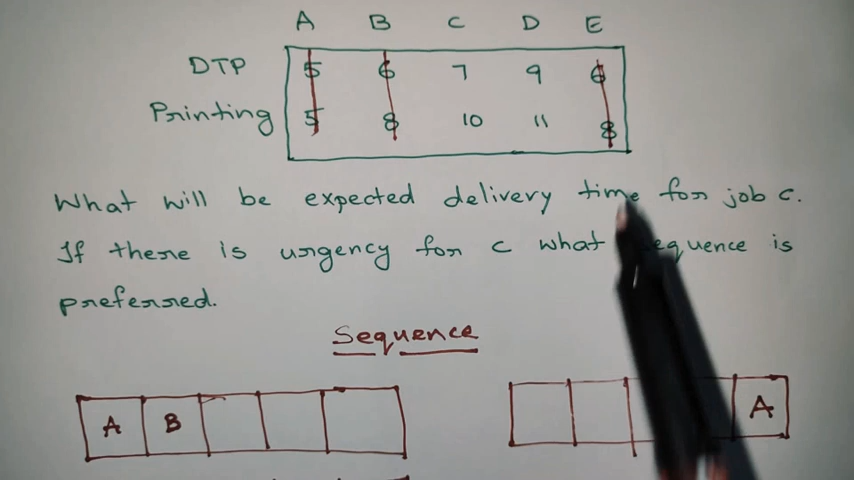 A B C D E
DTP 5 6 7 9 6
Printing 5 8 10 11 8
What will be expected delivery time for job c.
If there is urgency for c what sequence is
preferred.
Sequence
A B A